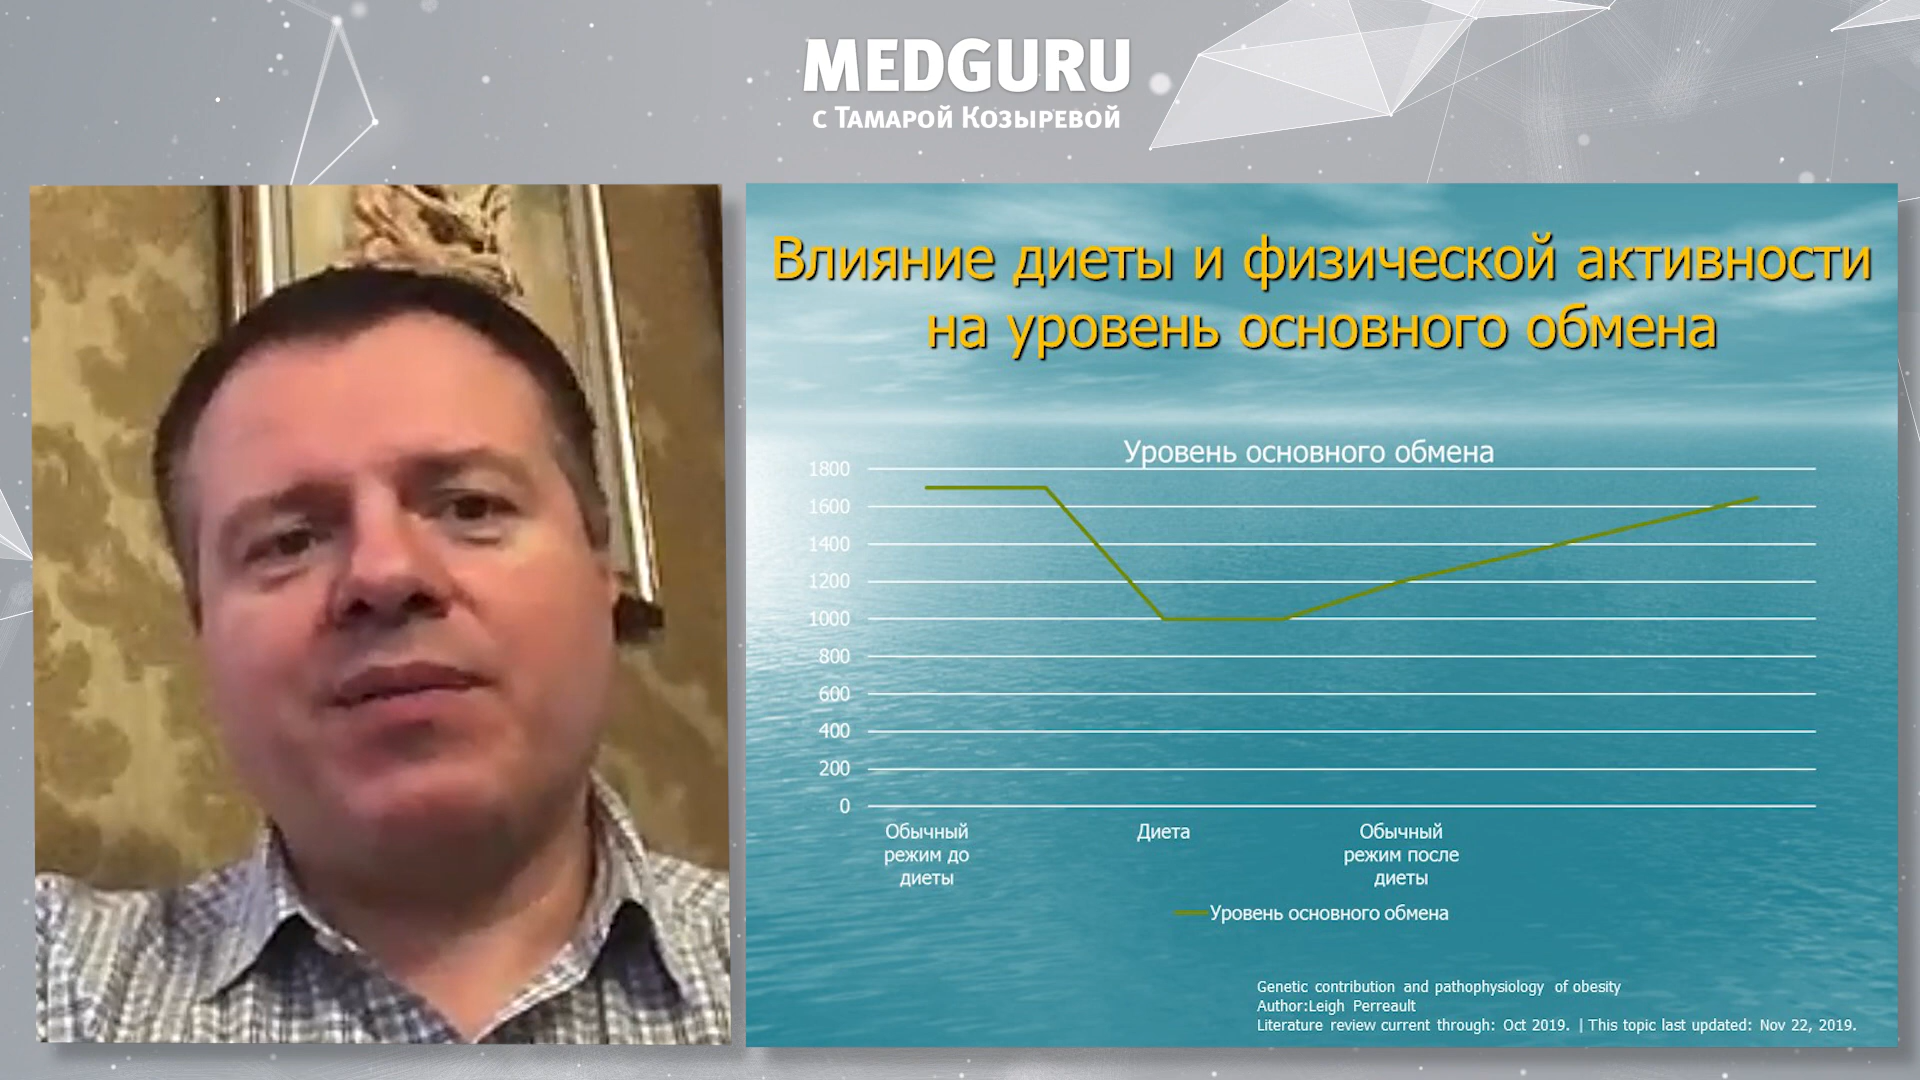 MEDGURU
с Тамарой Козыревой
Влияние диеты и физической активности
на уровень основного обмена
Уровень основного обмена
1800
1600
1400
1200
1000
800
600
400
200
0
Обычный
режим до
диеты
Диета
Обычный
режим после
диеты
Уровень основного обмена
Genetic contribution and pathophysiology of obesity
Author:Leigh Perreault
Literature review current through: Oct 2019. | This topic last updated: Nov 22, 2019.